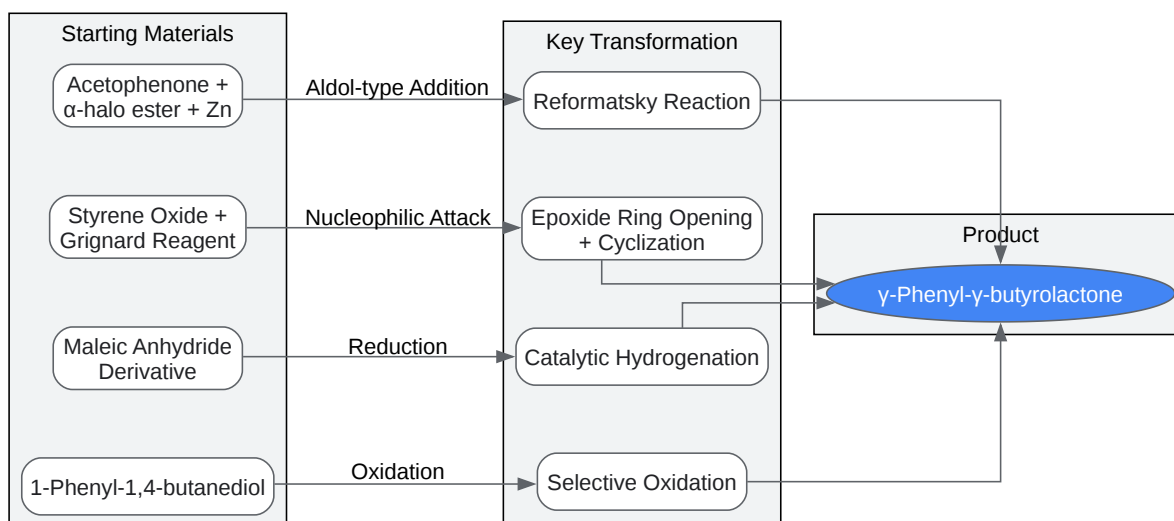 Starting Materials
Key Transformation
Acetophenone +
α-halo ester + Zn
Aldol-type Addition
Reformatsky Reaction
Styrene Oxide +
Grignard Reagent
Nucleophilic Attack
Epoxide Ring Opening
+ Cyclization
Product
γ-Phenyl-γ-butyrolactone
Maleic Anhydride
Derivative
Reduction
Catalytic Hydrogenation
1-Phenyl-1,4-butanediol
Oxidation
Selective Oxidation